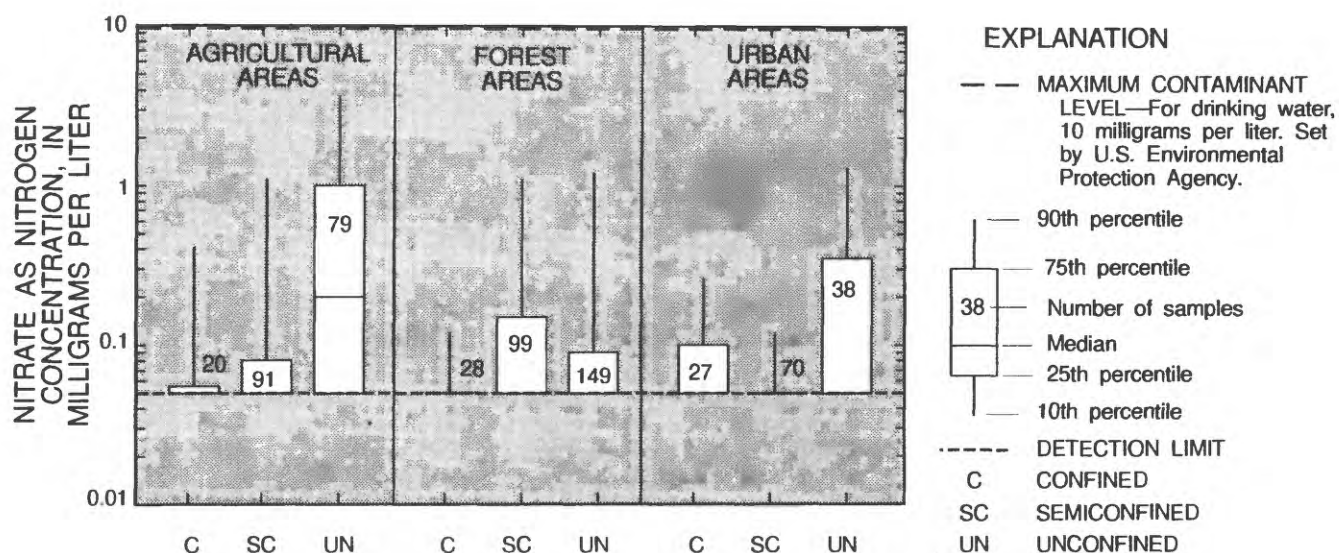 NITRATE AS NITROGEN
CONCENTRATION, IN
MILLIGRAMS PER LITER
10
1
0.1
0.01
AGRICULTURAL
AREAS
FOREST
AREAS
URBAN
AREAS
20
91
79
28
99
149
27
70
38
C SC UN C SC UN C SC UN
EXPLANATION
MAXIMUM CONTAMINANT
LEVEL—For drinking water,
10 milligrams per liter. Set
by U.S. Environmental
Protection Agency.
90th percentile
75th percentile
38 Number of samples
Median
25th percentile
10th percentile
DETECTION LIMIT
C CONFINED
SC SEMICONFINED
UN UNCONFINED